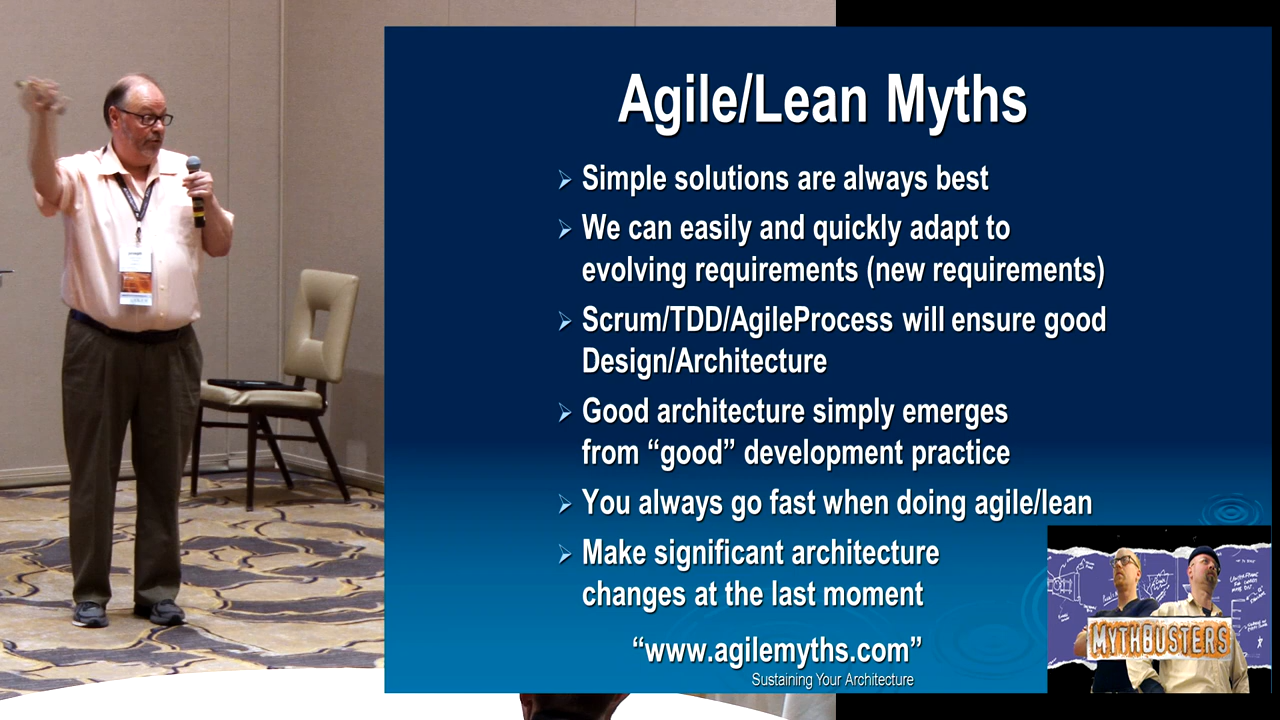 Agile/Lean Myths
Simple solutions are always best
We can easily and quickly adapt to
evolving requirements (new requirements)
Scrum/TDD/AgileProcess will ensure good
Design/Architecture
Good architecture simply emerges
from “good” development practice
You always go fast when doing agile/lean
Make significant architecture
changes at the last moment
“www.agilemyths.com”
Sustaining Your Architecture
MYTHBUSTERS